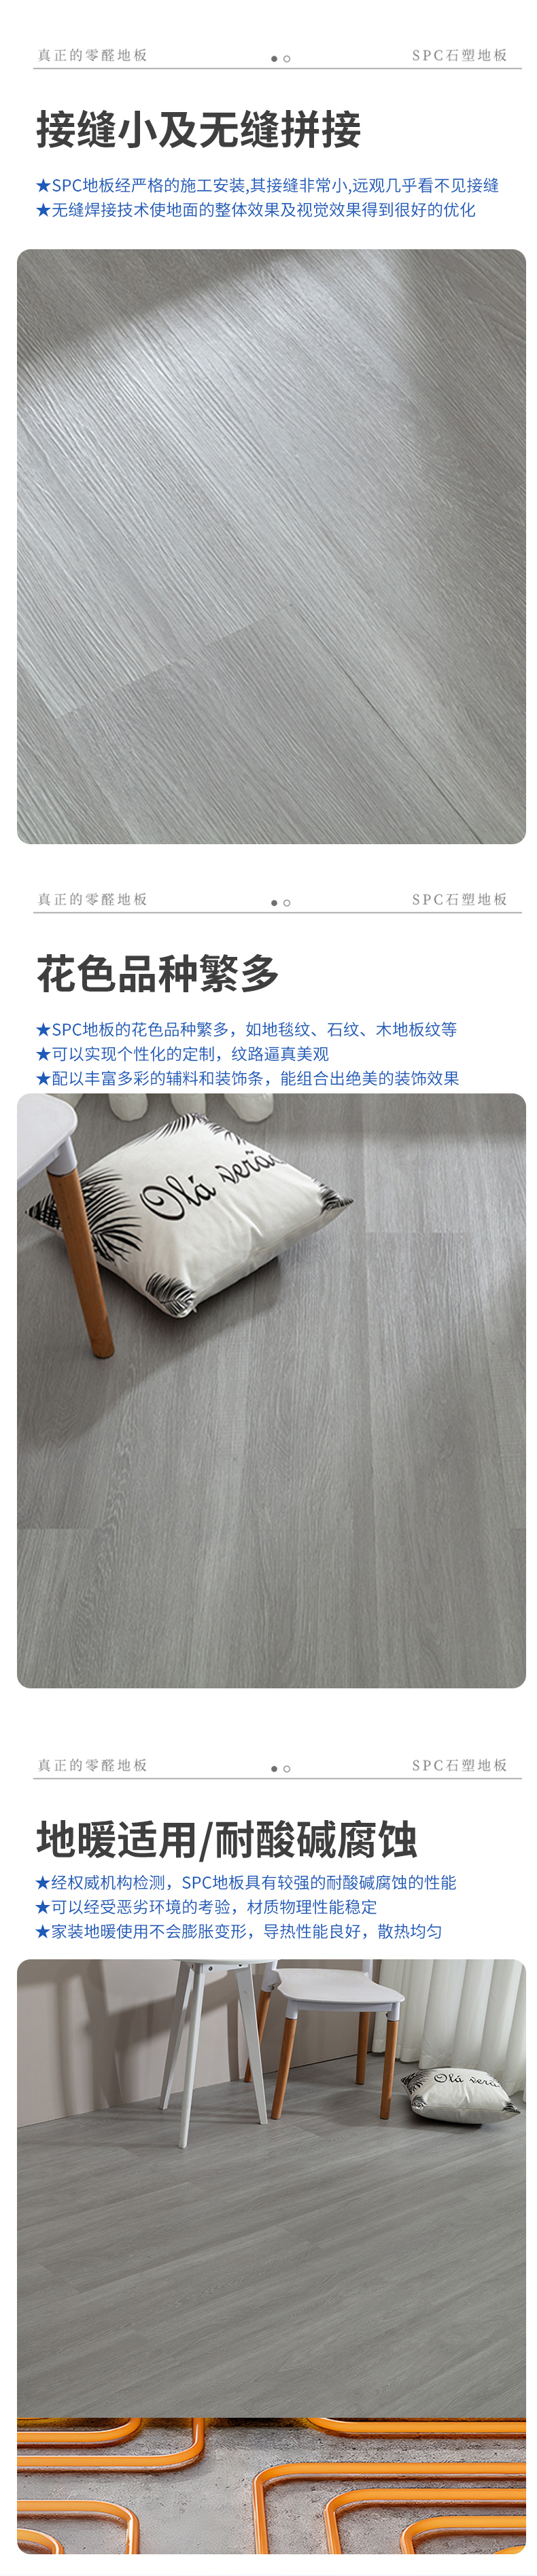 真正的零醛地板
SPC石塑地板
接缝小及无缝拼接
★SPC地板经严格的施工安装,其接缝非常小,远观几乎看不见接缝
★无缝焊接技术使地面的整体效果及视觉效果得到很好的优化
真正的零醛地板
SPC石塑地板
花色品种繁多
★SPC地板的花色品种繁多，如地毯纹、石纹、木地板纹等
★可以实现个性化的定制，纹路逼真美观
★配以丰富多彩的辅料和装饰条，能组合出绝美的装饰效果
Olá verão
真正的零醛地板
SPC石塑地板
地暖适用/耐酸碱腐蚀
★经权威机构检测，SPC地板具有较强的耐酸碱腐蚀的性能
★可以经受恶劣环境的考验，材质物理性能稳定
★家装地暖使用不会膨胀变形，导热性能良好，散热均匀
Olá verão